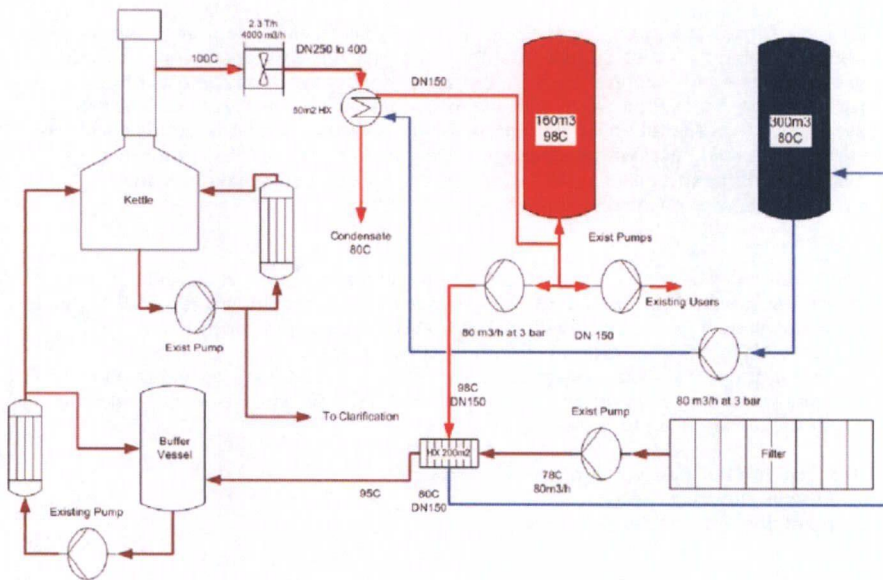 2.3 T/h
4000 m3/h
DN250 to 400
100C
DN150
60m2 HX
160m3
98C
300m3
80C
Kettle
Condensate
80C
Exist Pumps
Existing Users
80 m3/h at 3 bar
DN 150
Exist Pump
98C
DN150
80 m3/h at 3 bar
To Clarification
Exist Pump
Buffer
Vessel
HX 200m2
Filter
78C
80m3/h
95C
80C
DN150
Existing Pump